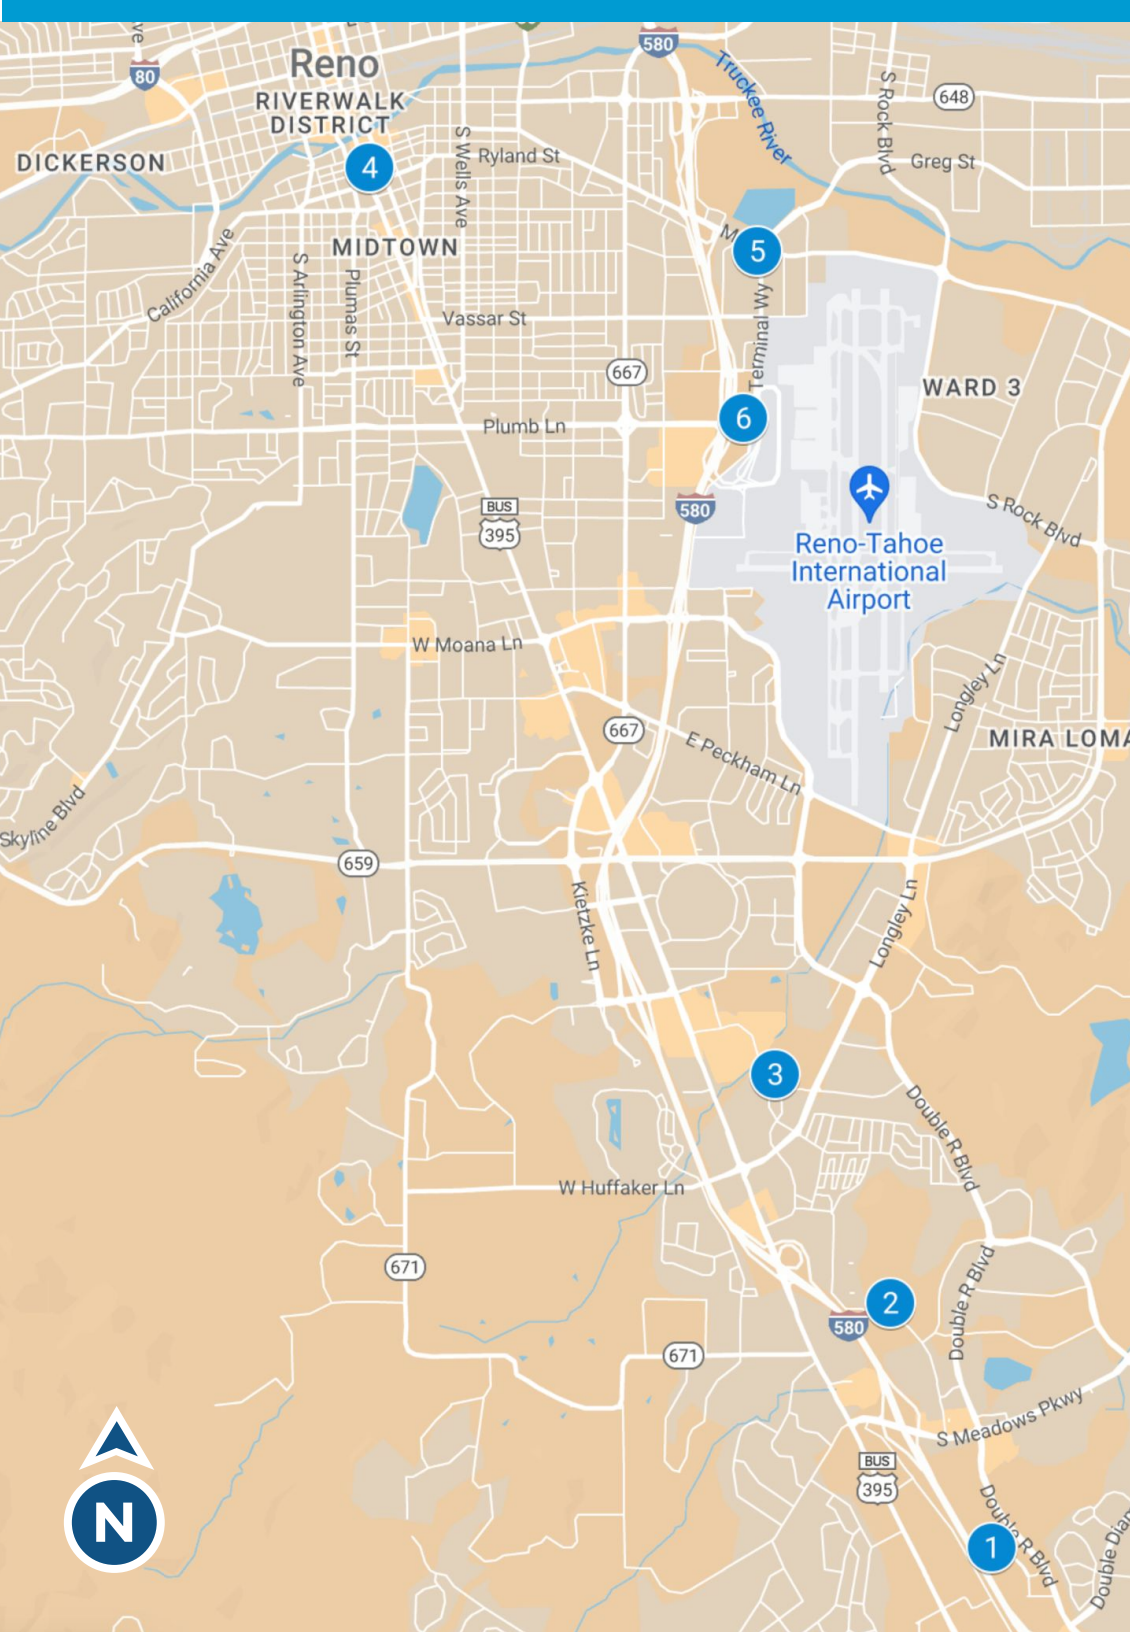 580
80
Reno
RIVERWALK
DISTRICT
Truckee River
S Rock Blvd
648
DICKERSON
4
S Wells Ave
Ryland St
Greg St
MIDTOWN
5
California Ave
S Arlington Ave
Plumas St
Vassar St
Terminal Wy
667
WARD 3
6
Plumb Ln
BUS
395
580
S Rock Blvd
Reno-Tahoe
International
Airport
W Moana Ln
Longley Ln
667
E Peckham Ln
MIRA LOMA
Skyline Blvd
659
Kietzke Ln
Longley Ln
3
Double R Blvd
W Huffaker Ln
671
Double R Blvd
2
580
671
S Meadows Pkwy
BUS
395
N
Double R Blvd
1
Double